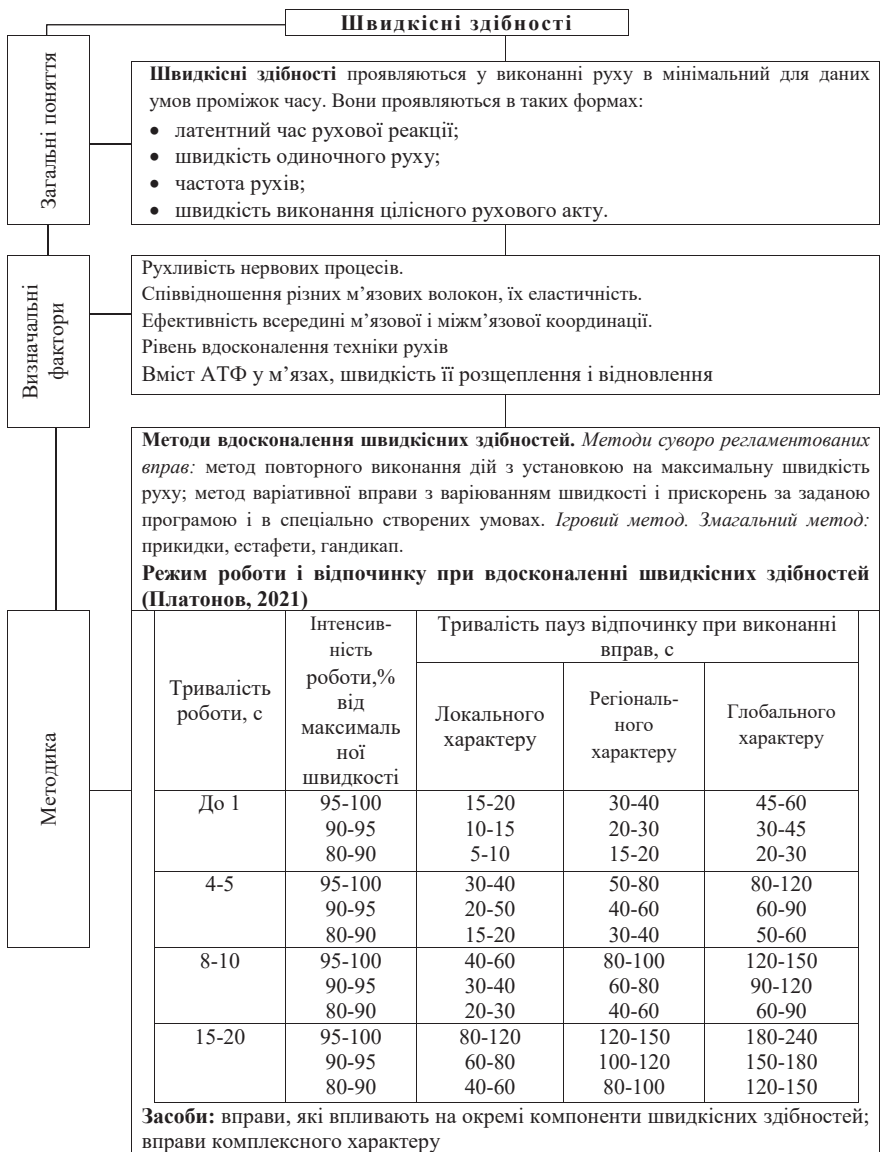 Швидкісні здібності
Загальні поняття
Швидкісні здібності проявляються у виконанні руху в мінімальний для даних
умов проміжок часу. Вони проявляються в таких формах:
• латентний час рухової реакції;
• швидкість одиночного руху;
• частота рухів;
• швидкість виконання цілісного рухового акту.
Визначальні
фактори
Рухливість нервових процесів.
Співвідношення різних м’язових волокон, їх еластичність.
Ефективність всередині м’язової і міжм’язової координації.
Рівень вдосконалення техніки рухів
Вміст АТФ у м’язах, швидкість її розщеплення і відновлення
Методика
Методи вдосконалення швидкісних здібностей. Методи суворо регламентованих
вправ: метод повторного виконання дій з установкою на максимальну швидкість
руху; метод варіативної вправи з варіюванням швидкості і прискорень за заданою
програмою і в спеціально створених умовах. Ігровий метод. Змагальний метод:
прикидки, естафети, гандикап.
Режим роботи і відпочинку при вдосконаленні швидкісних здібностей
(Платонов, 2021)
Тривалість
роботи, с
Інтенсив-
ність
роботи,%
від
максималь
ної
швидкості
Тривалість пауз відпочинку при виконанні
вправ, с
Локального
характеру
Регіональ-
ного
характеру
Глобального
характеру
До 1 95-100 15-20 30-40 45-60
90-95 10-15 20-30 30-45
80-90 5-10 15-20 20-30
4-5 95-100 30-40 50-80 80-120
90-95 20-50 40-60 60-90
80-90 15-20 30-40 50-60
8-10 95-100 40-60 80-100 120-150
90-95 30-40 60-80 90-120
80-90 20-30 40-60 60-90
15-20 95-100 80-120 120-150 180-240
90-95 60-80 100-120 150-180
80-90 40-60 80-100 120-150
Засоби: вправи, які впливають на окремі компоненти швидкісних здібностей;
вправи комплексного характеру